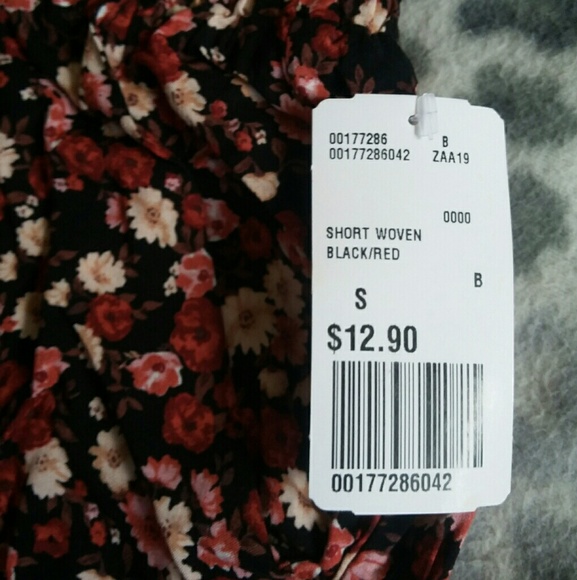 00177286 B
00177286042 ZAA19
0000
SHORT WOVEN
BLACK/RED
B
S
$12.90
00177286042